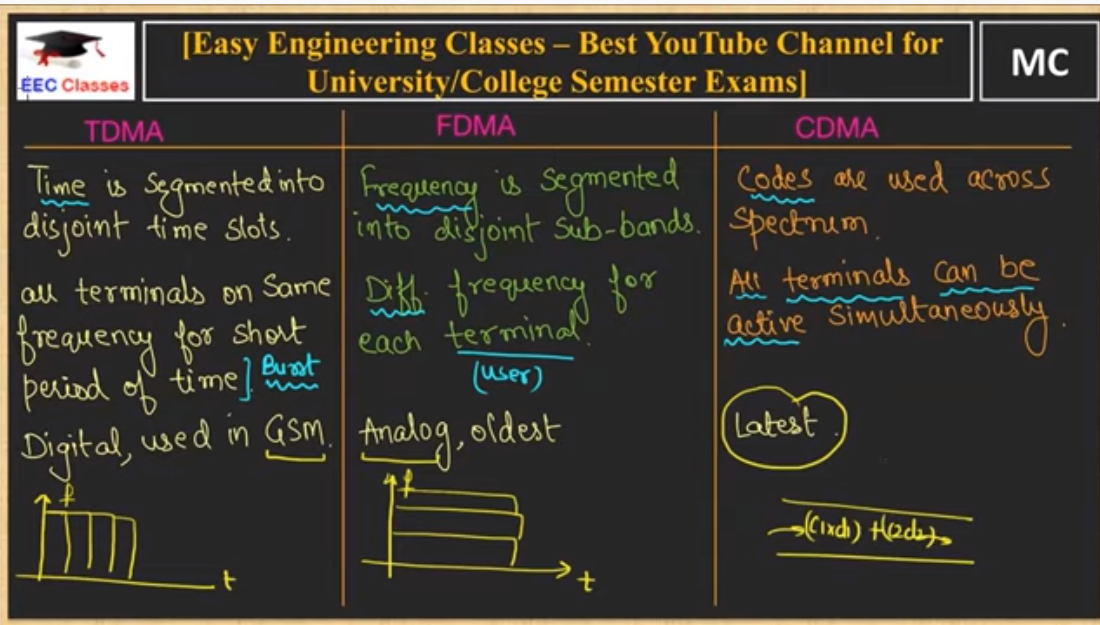 EEC Classes
[Easy Engineering Classes – Best YouTube Channel for
University/College Semester Exams]
MC
TDMA
Time is segmented into
disjoint time slots.
all terminals on same
frequency for short
period of time]. Burst
Digital, used in GSM.
f
t
FDMA
Frequency is segmented
into disjoint sub-bands.
Diff. frequency for
each terminal.
(user)
Analog, oldest
f
t
CDMA
Codes are used across
spectrum.
All terminals can be
active simultaneously.
Latest.
(C1xd1) + (C2d2)